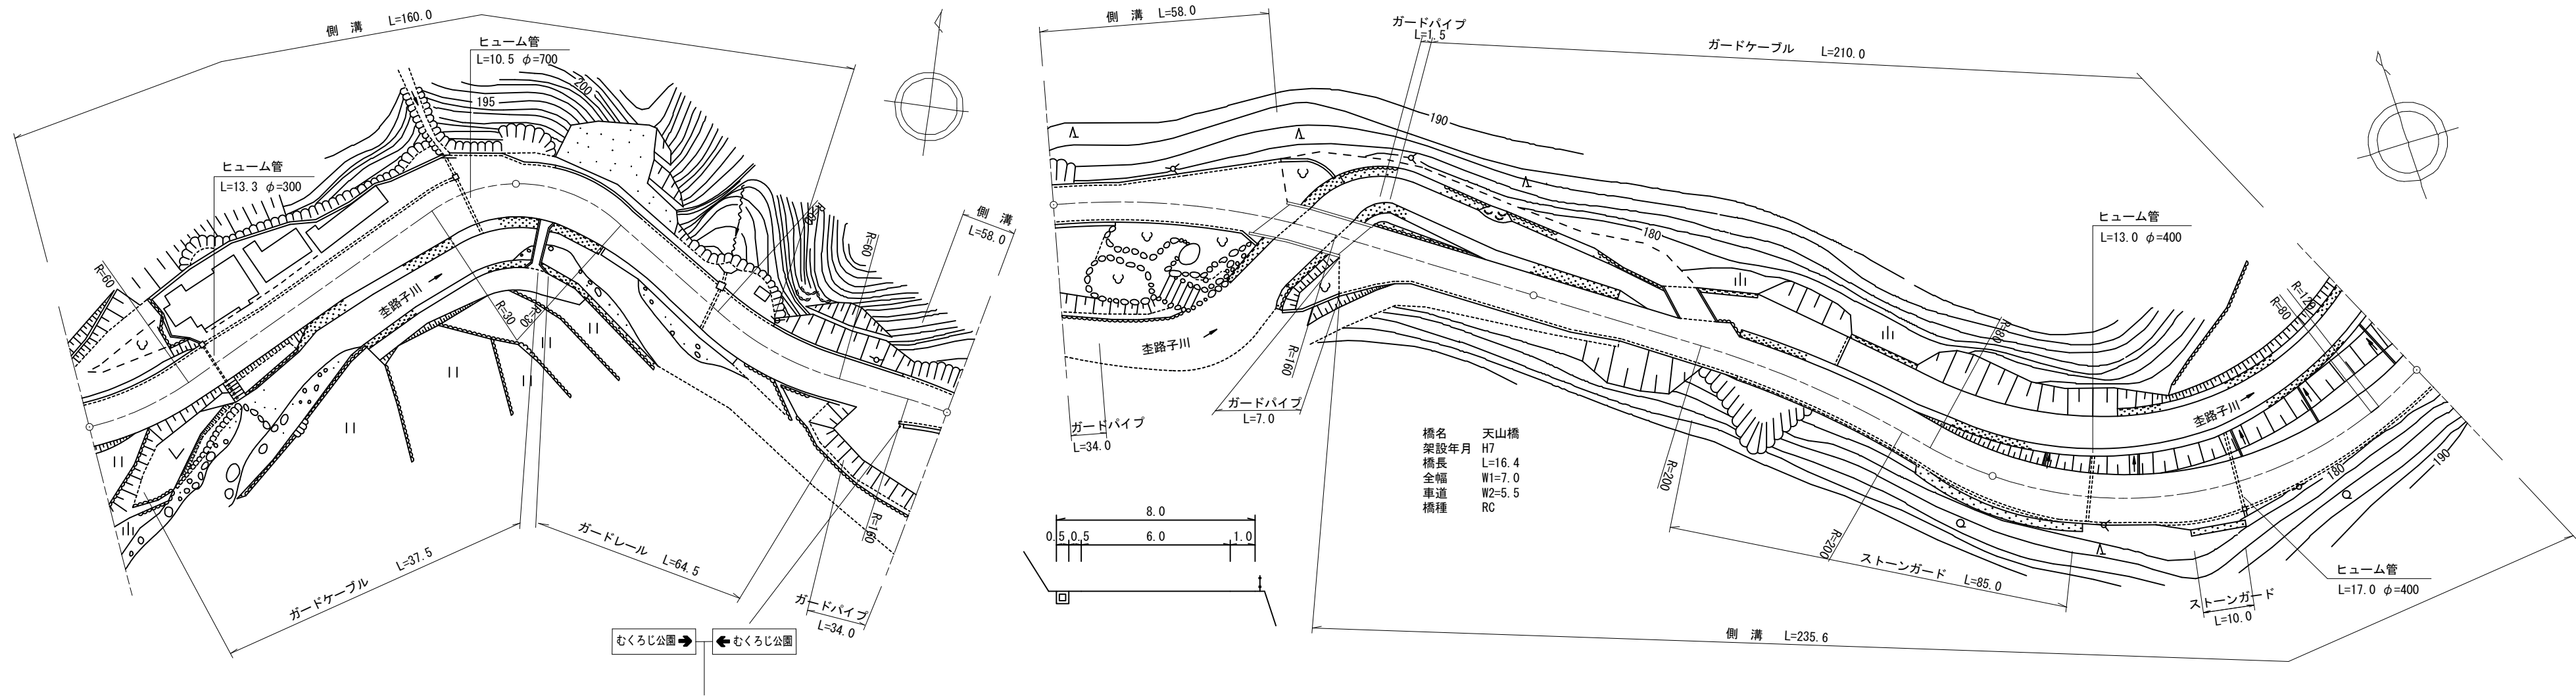 側 溝 L=160.0
ヒューム管
L=10.5 φ=700
195
200
ヒューム管
L=13.3 φ=300
R=60
杢路子川
R=30
R=30
R=60
側 溝
L=58.0
R=160
ガードケーブル L=37.5
ガードレール L=64.5
ガードパイプ
L=34.0
むくろじ公園
むくろじ公園
側 溝 L=58.0
ガードパイプ
L=1.5
ガードケーブル L=210.0
190
180
杢路子川
R=160
ガードパイプ
L=7.0
ガードパイプ
L=34.0
橋名 天山橋
架設年月 H7
橋長 L=16.4
全幅 W1=7.0
車道 W2=5.5
橋種 RC
8.0
0.5 0.5 6.0 1.0
R=200
R=200
R=80
ヒューム管
L=13.0 φ=400
R=80
杢路子川
180
190
ヒューム管
L=17.0 φ=400
ストーンガード L=85.0
ストーンガード
L=10.0
側 溝 L=235.6